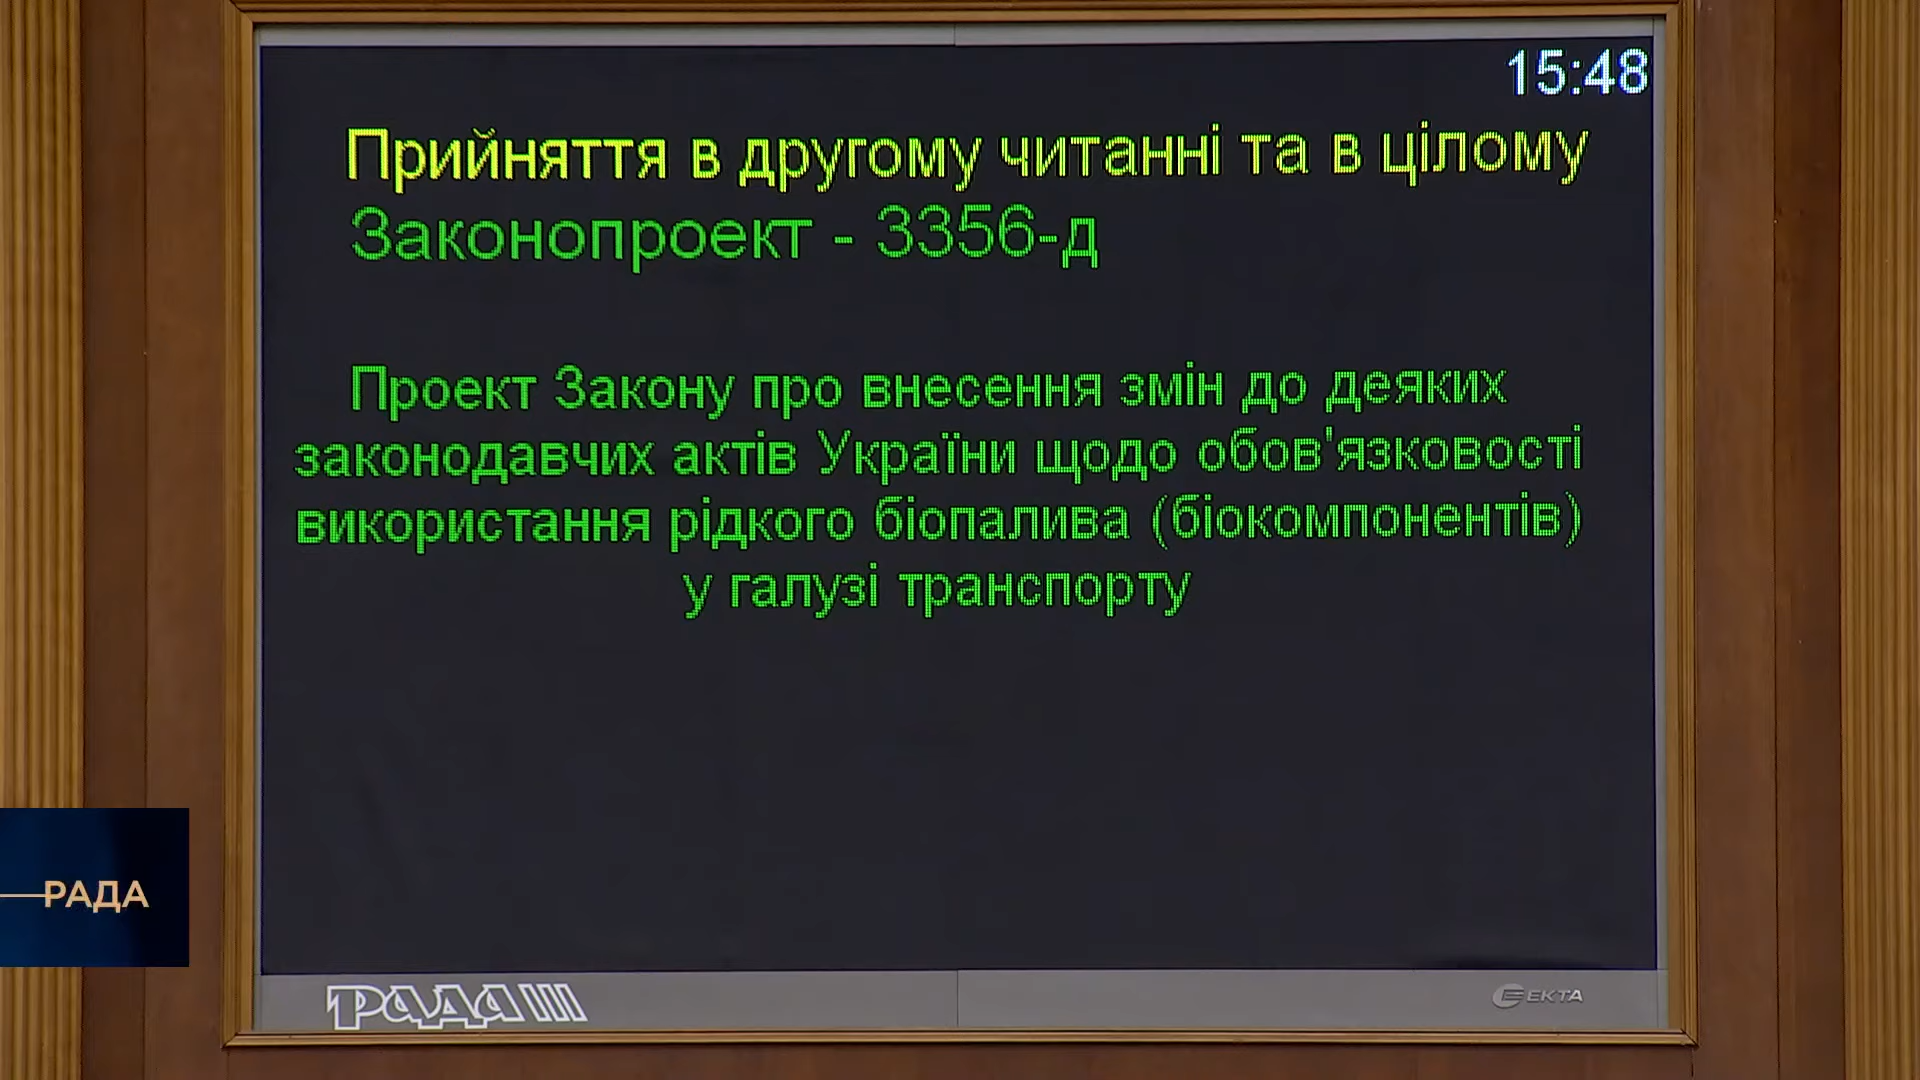 15:48
Прийняття в другому читанні та в цілому
Законопроект - 3356-д
Проект Закону про внесення змін до деяких
законодавчих актів України щодо обов'язковості
використання рідкого біопалива (біокомпонентів)
у галузі транспорту
РАДА
РАДАIII
ЕКТА